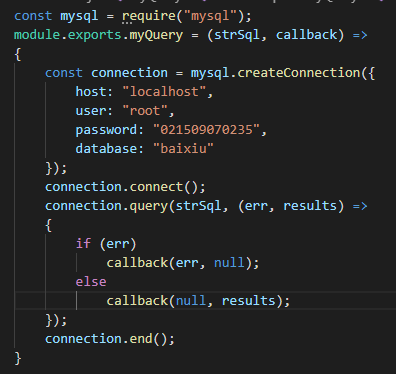 const mysql = require("mysql");
module.exports.myQuery = (strSql, callback) =>
{
    const connection = mysql.createConnection({
        host: "localhost",
        user: "root",
        password: "021509070235",
        database: "baixiu"
    });
    connection.connect();
    connection.query(strSql, (err, results) =>
    {
        if (err)
            callback(err, null);
        else
            callback(null, results);
    });
    connection.end();
}